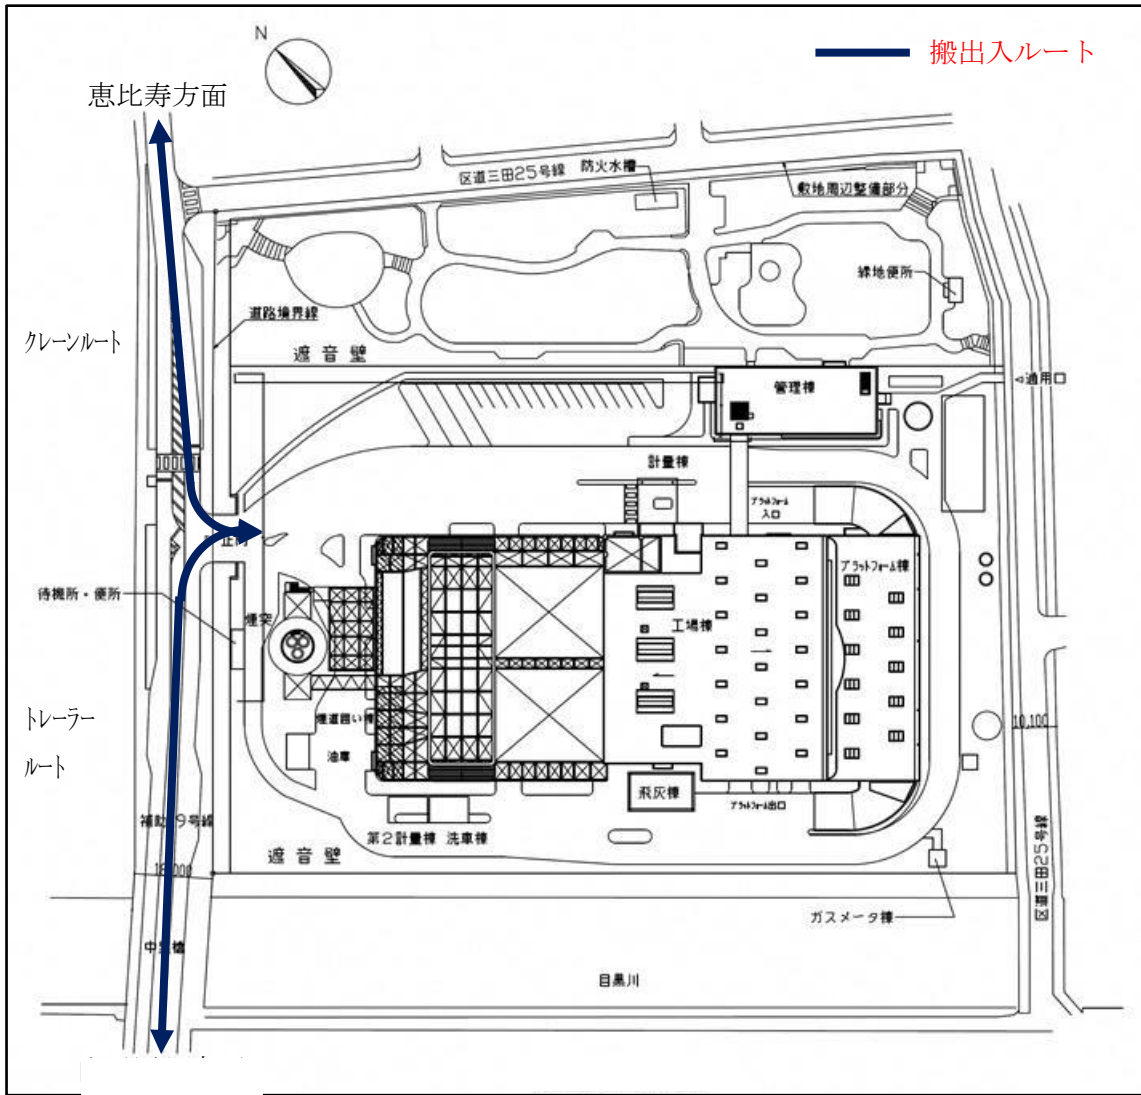 N
搬出入ルート
恵比寿方面
区道三田25号線
防火水槽
敷地周辺整備部分
緑地便所
道路境界線
クレーンルート
遮音壁
管理棟
◁通用口
計量棟
プラットフォーム
入口
プラットフォーム棟
待機所・便所
煙突
工場棟
トレーラー
ルート
煙道囲い棟
油庫
10,100
飛灰棟
プラットフォーム出口
補助19号線
第2計量棟
洗車棟
遮音壁
18,000
区道三田25号線
ガスメータ棟
目黒川